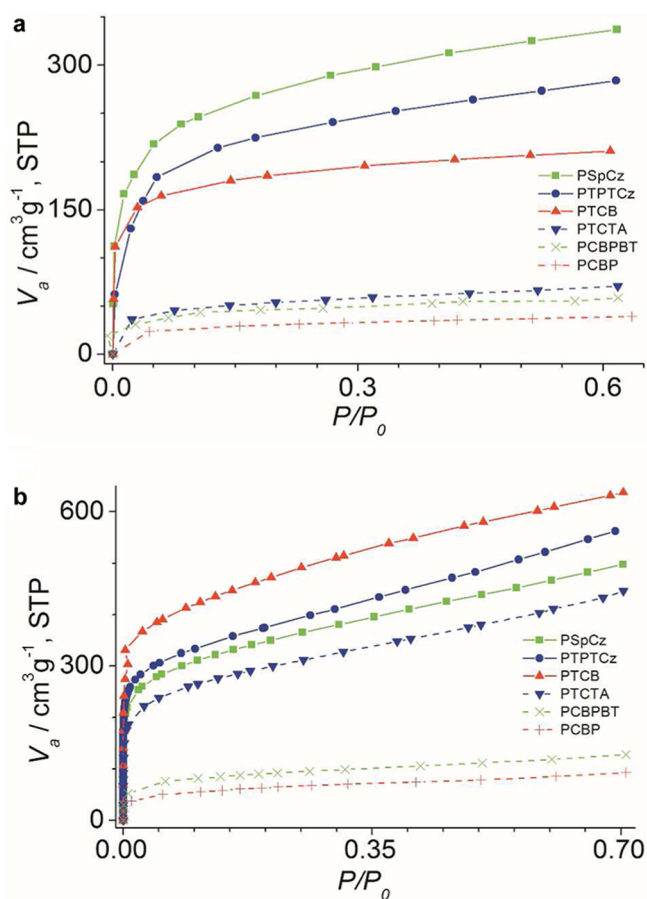 a
300
150
0
Va / cm³g⁻¹, STP
PSpCz
PTPTCz
PTCB
PTCTA
PCBPBT
PCBP
0.0 0.3 0.6
P/P₀
b
600
300
0
Va / cm³g⁻¹, STP
PSpCz
PTPTCz
PTCB
PTCTA
PCBPBT
PCBP
0.00 0.35 0.70
P/P₀